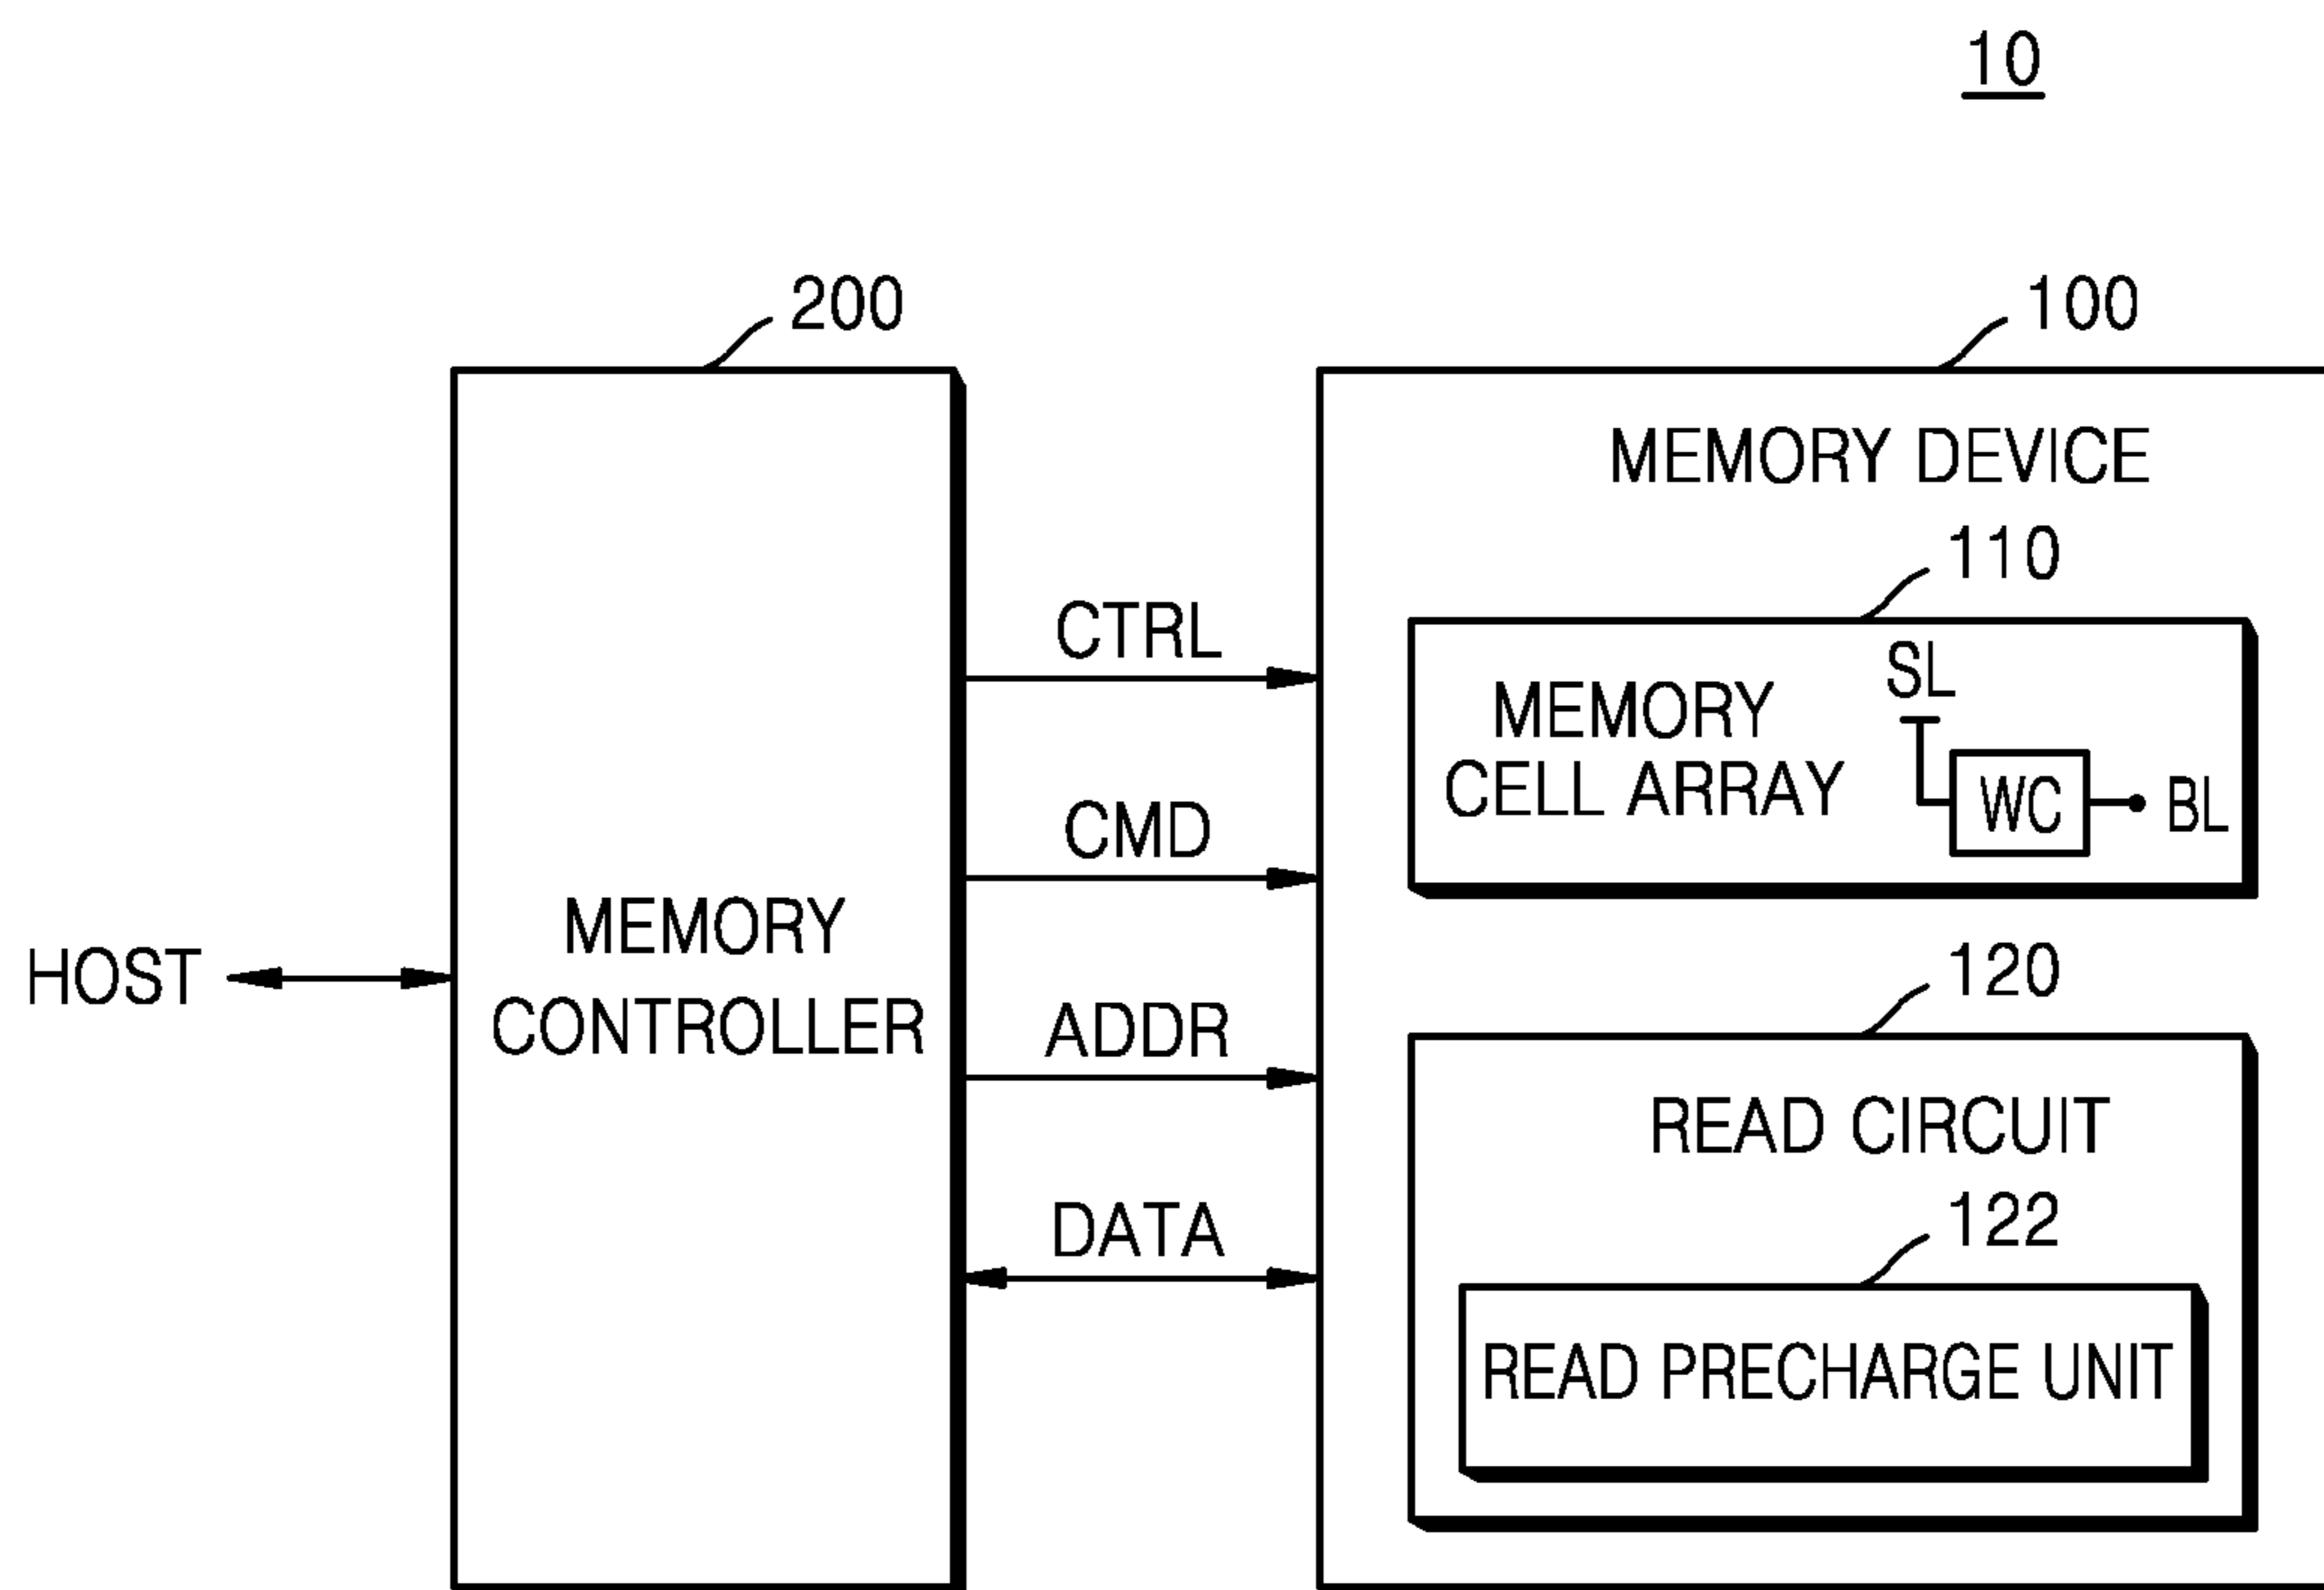 10
200
100
MEMORY DEVICE
110
CTRL
SL
MEMORY
CELL ARRAY
WC
BL
CMD
MEMORY
CONTROLLER
HOST
120
ADDR
READ CIRCUIT
122
DATA
READ PRECHARGE UNIT